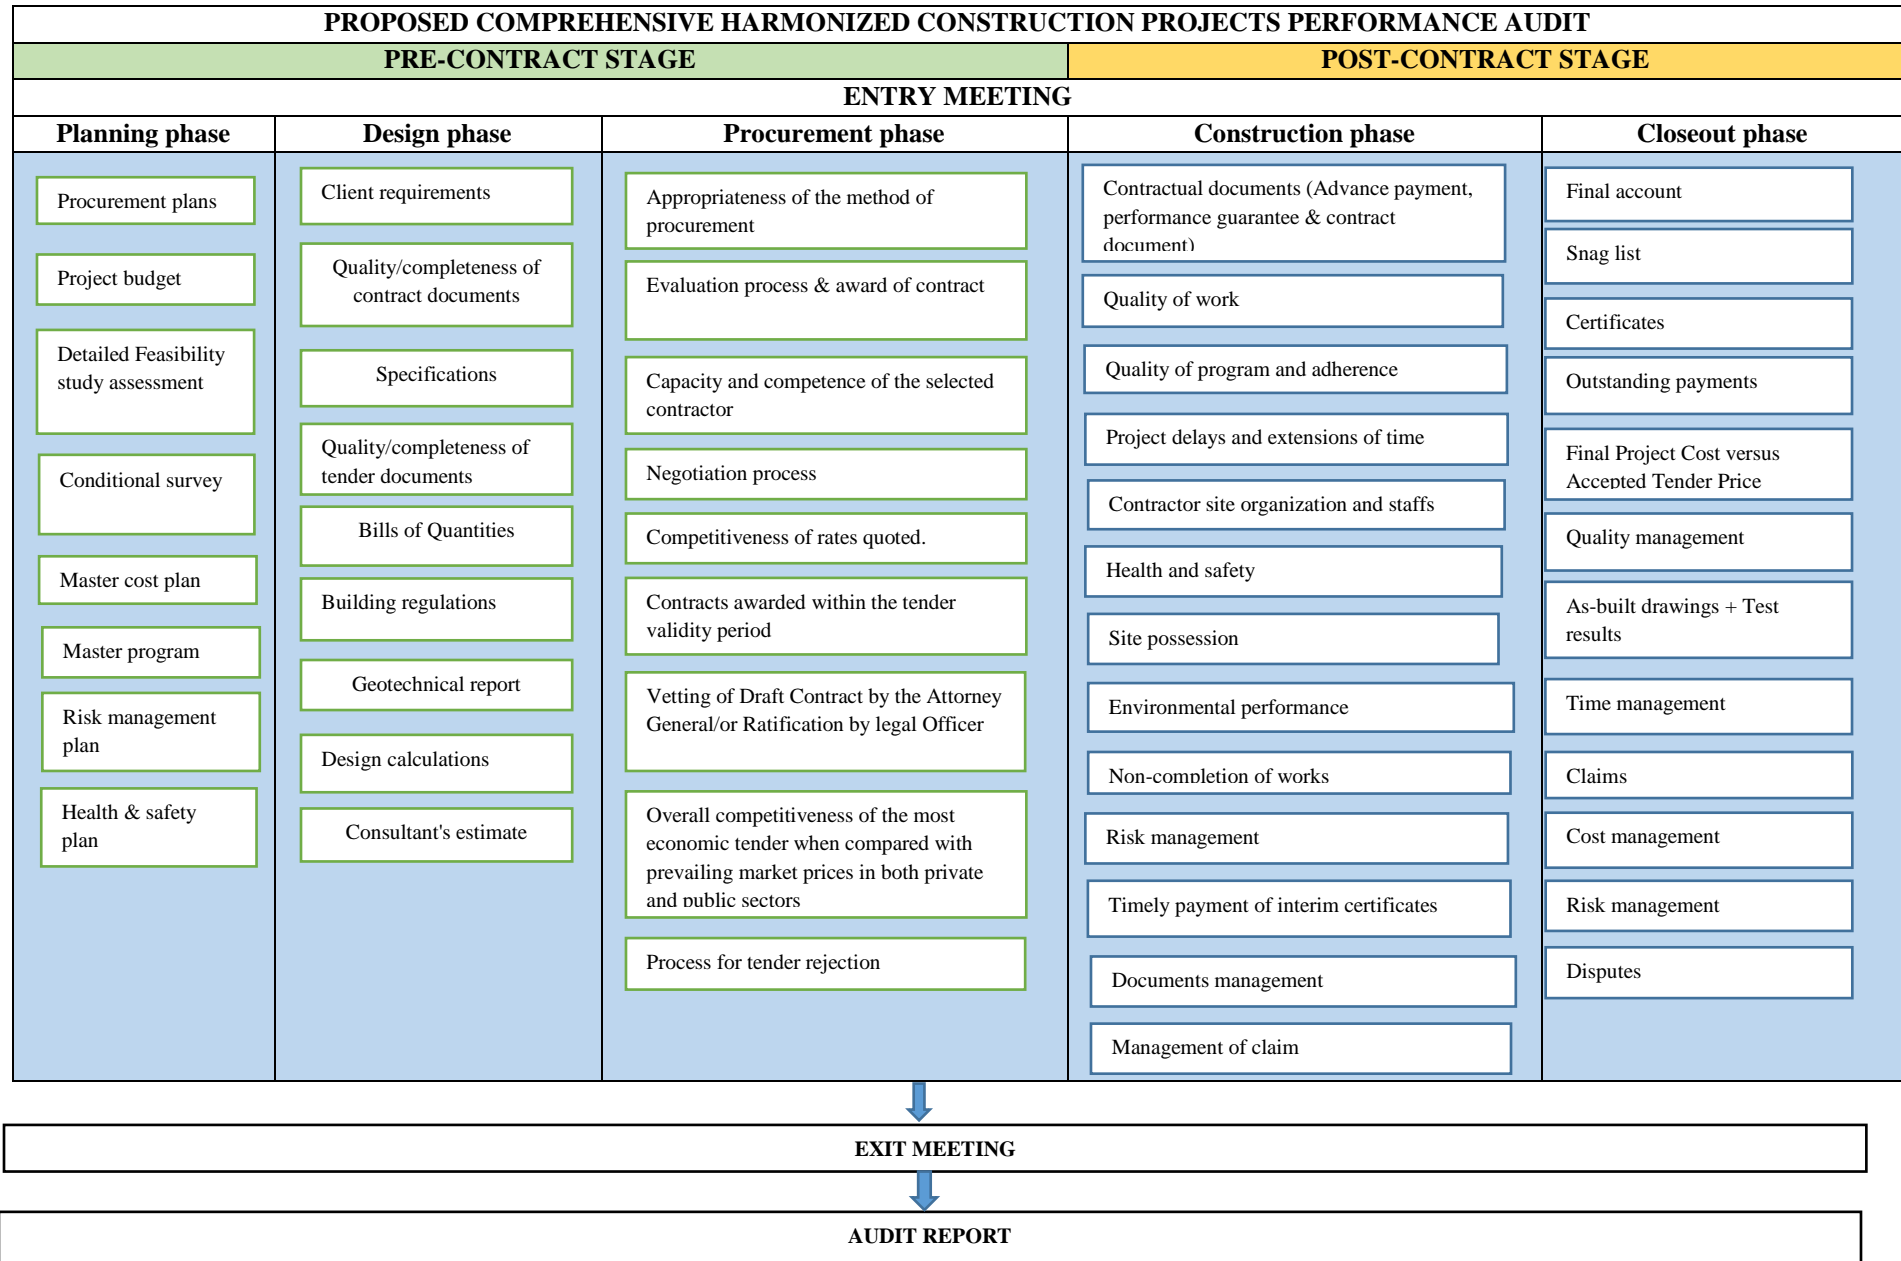 PROPOSED COMPREHENSIVE HARMONIZED CONSTRUCTION PROJECTS PERFORMANCE AUDIT
PRE-CONTRACT STAGE
POST-CONTRACT STAGE
ENTRY MEETING
Planning phase
Design phase
Procurement phase
Construction phase
Closeout phase
Procurement plans
Project budget
Detailed Feasibility
study assessment
Conditional survey
Master cost plan
Master program
Risk management
plan
Health & safety
plan
Client requirements
Quality/completeness of
contract documents
Specifications
Quality/completeness of
tender documents
Bills of Quantities
Building regulations
Geotechnical report
Design calculations
Consultant's estimate
Appropriateness of the method of
procurement
Evaluation process & award of contract
Capacity and competence of the selected
contractor
Negotiation process
Competitiveness of rates quoted.
Contracts awarded within the tender
validity period
Vetting of Draft Contract by the Attorney
General/or Ratification by legal Officer
Overall competitiveness of the most
economic tender when compared with
prevailing market prices in both private
and public sectors
Process for tender rejection
Contractual documents (Advance payment,
performance guarantee & contract
document)
Quality of work
Quality of program and adherence
Project delays and extensions of time
Contractor site organization and staffs
Health and safety
Site possession
Environmental performance
Non-completion of works
Risk management
Timely payment of interim certificates
Documents management
Management of claim
Final account
Snag list
Certificates
Outstanding payments
Final Project Cost versus
Accepted Tender Price
Quality management
As-built drawings + Test
results
Time management
Claims
Cost management
Risk management
Disputes
EXIT MEETING
AUDIT REPORT